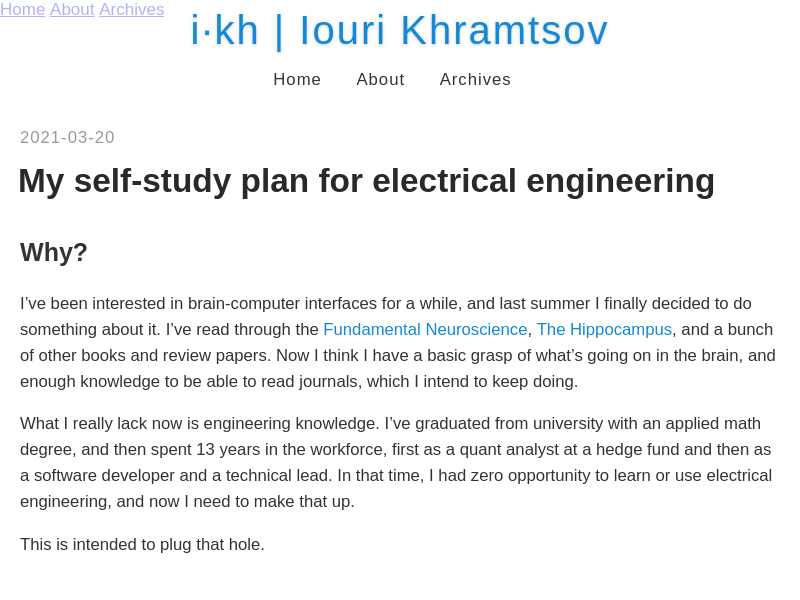 Home About Archives
i·kh | Iouri Khramtsov
Home About Archives
2021-03-20
My self-study plan for electrical engineering
Why?
I’ve been interested in brain-computer interfaces for a while, and last summer I finally decided to do
something about it. I’ve read through the Fundamental Neuroscience, The Hippocampus, and a bunch
of other books and review papers. Now I think I have a basic grasp of what’s going on in the brain, and
enough knowledge to be able to read journals, which I intend to keep doing.
What I really lack now is engineering knowledge. I’ve graduated from university with an applied math
degree, and then spent 13 years in the workforce, first as a quant analyst at a hedge fund and then as
a software developer and a technical lead. In that time, I had zero opportunity to learn or use electrical
engineering, and now I need to make that up.
This is intended to plug that hole.